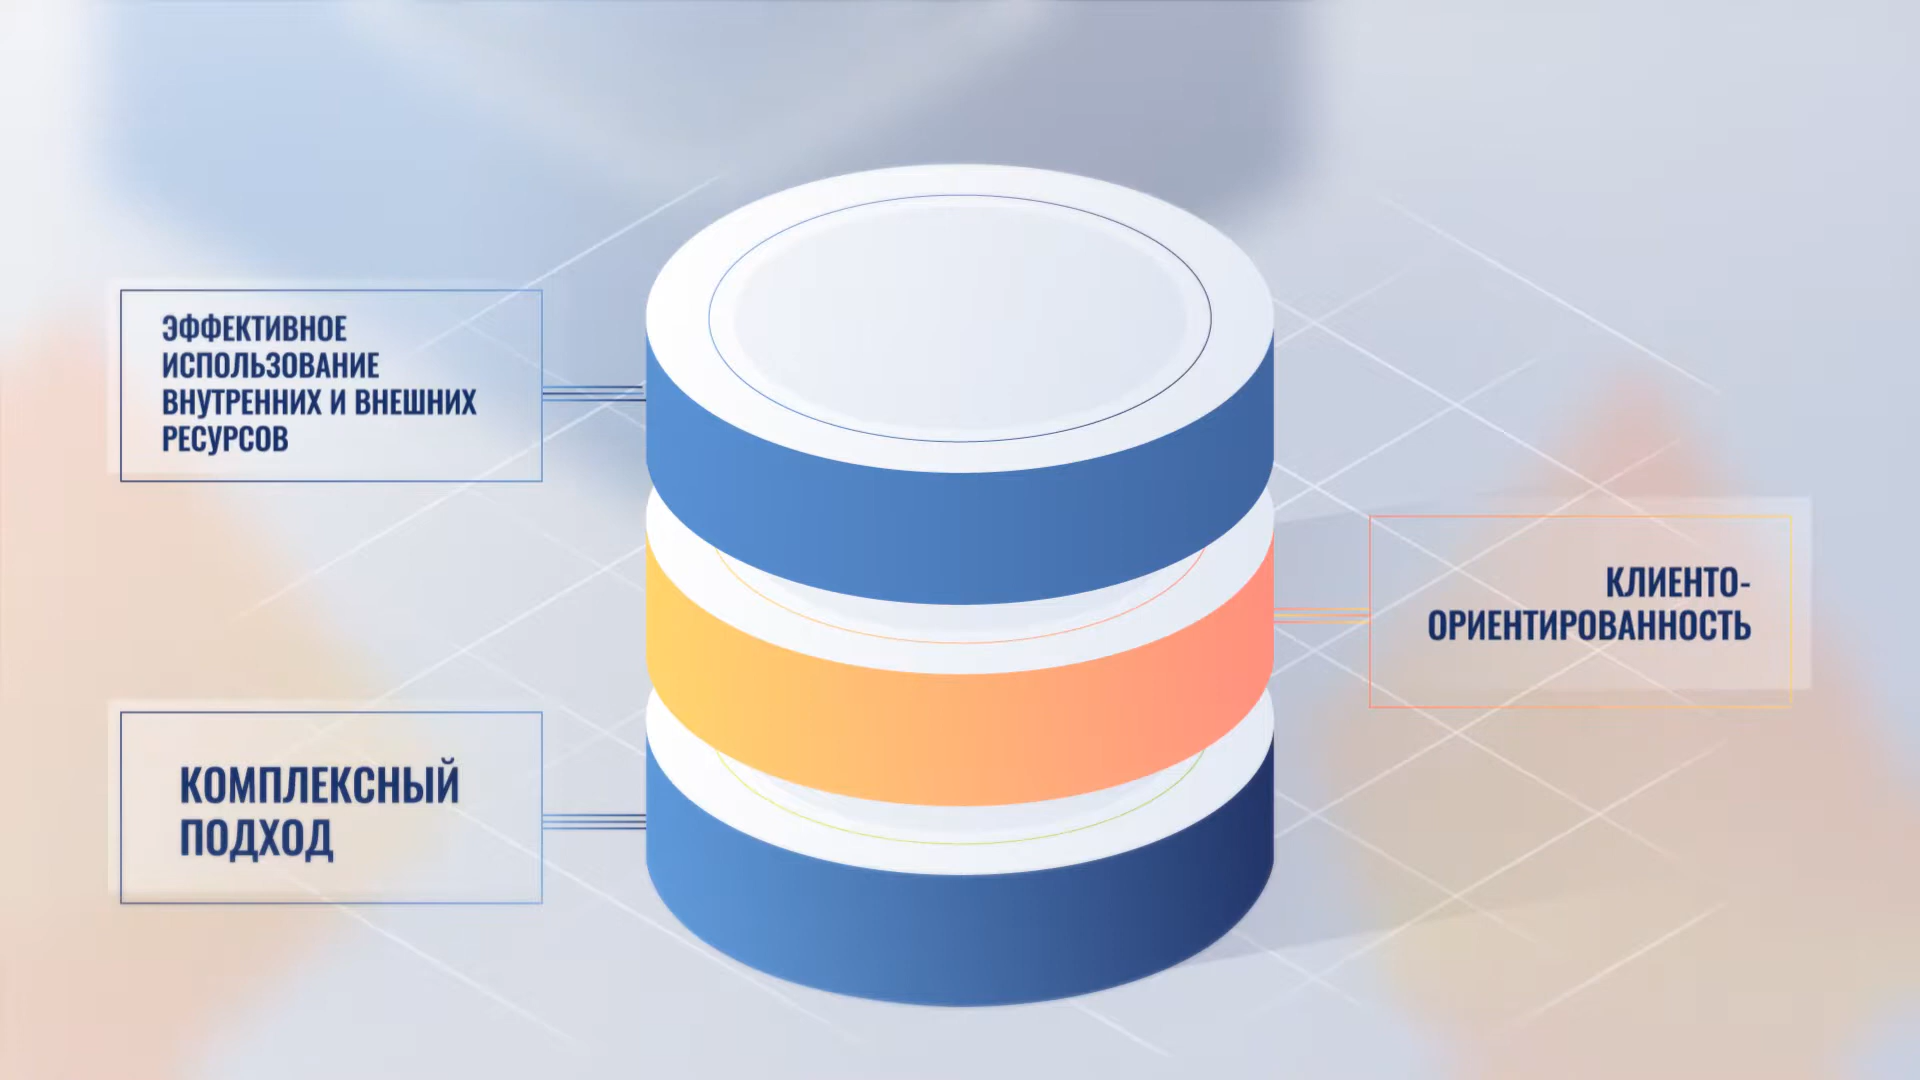 ЭФФЕКТИВНОЕ
ИСПОЛЬЗОВАНИЕ
ВНУТРЕННИХ И ВНЕШНИХ
РЕСУРСОВ
КЛИЕНТО-
ОРИЕНТИРОВАННОСТЬ
КОМПЛЕКСНЫЙ
ПОДХОД